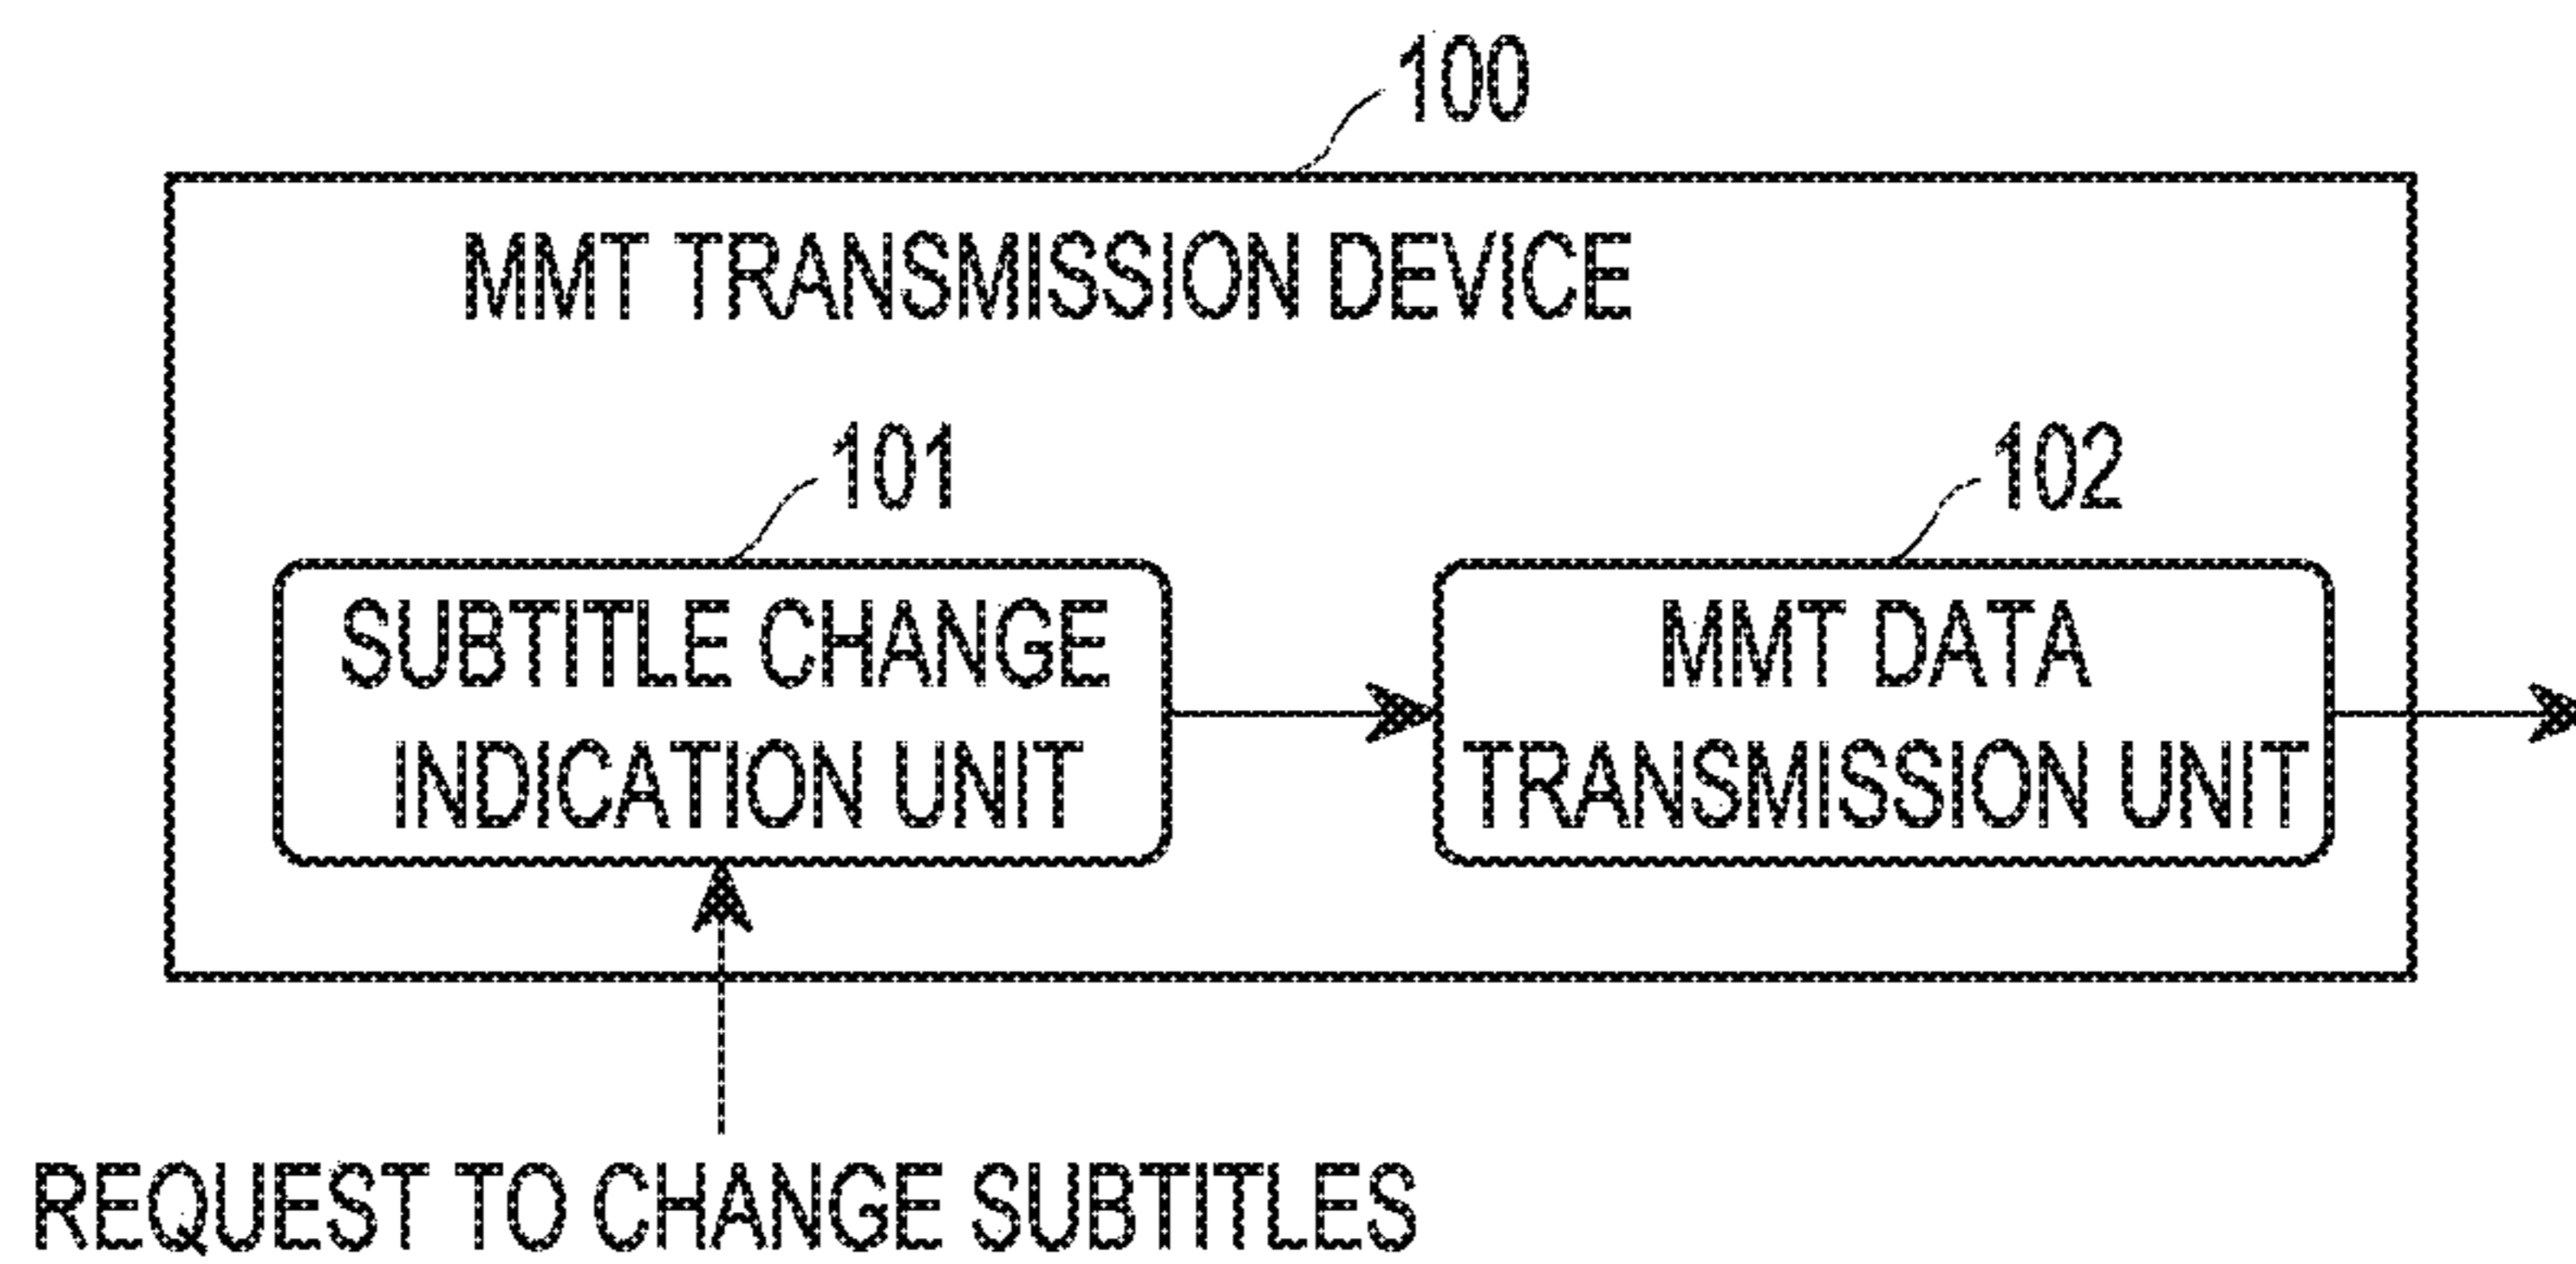 100
MMT TRANSMISSION DEVICE
101
102
SUBTITLE CHANGE
INDICATION UNIT
MMT DATA
TRANSMISSION UNIT
REQUEST TO CHANGE SUBTITLES